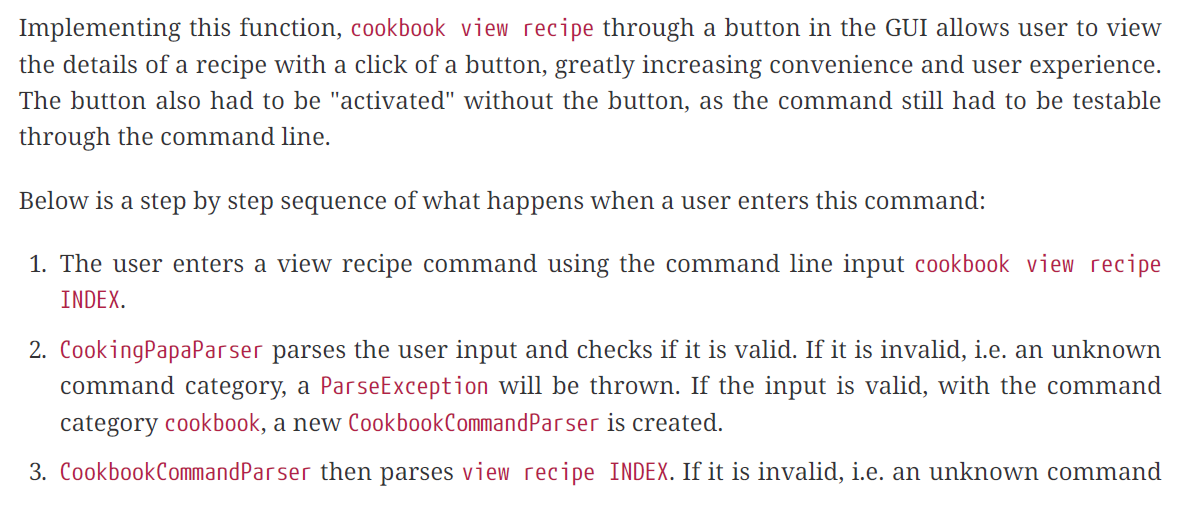 Implementing this function, cookbook view recipe through a button in the GUI allows user to view
the details of a recipe with a click of a button, greatly increasing convenience and user experience.
The button also had to be "activated" without the button, as the command still had to be testable
through the command line.
Below is a step by step sequence of what happens when a user enters this command:
1. The user enters a view recipe command using the command line input cookbook view recipe
INDEX.
2. CookingPapaParser parses the user input and checks if it is valid. If it is invalid, i.e. an unknown
command category, a ParseException will be thrown. If the input is valid, with the command
category cookbook, a new CookbookCommandParser is created.
3. CookbookCommandParser then parses view recipe INDEX. If it is invalid, i.e. an unknown command